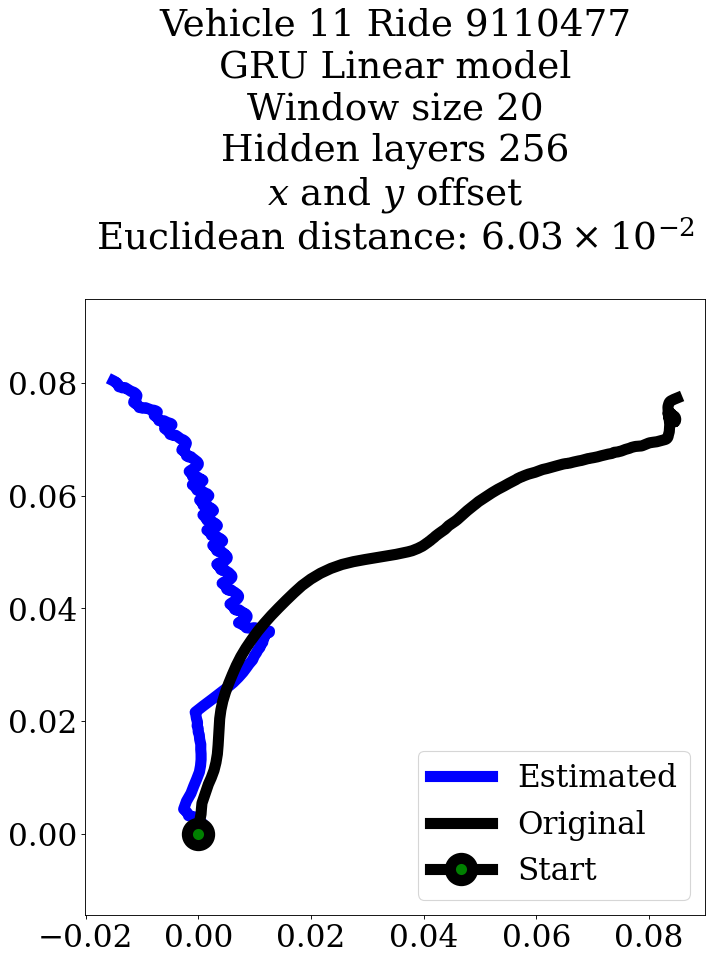 Vehicle 11 Ride 9110477
GRU Linear model
Window size 20
Hidden layers 256
x and y offset
Euclidean distance: 6.03 × 10⁻²
0.08
0.06
0.04
0.02
0.00
Estimated
Original
Start
−0.02 0.00 0.02 0.04 0.06 0.08